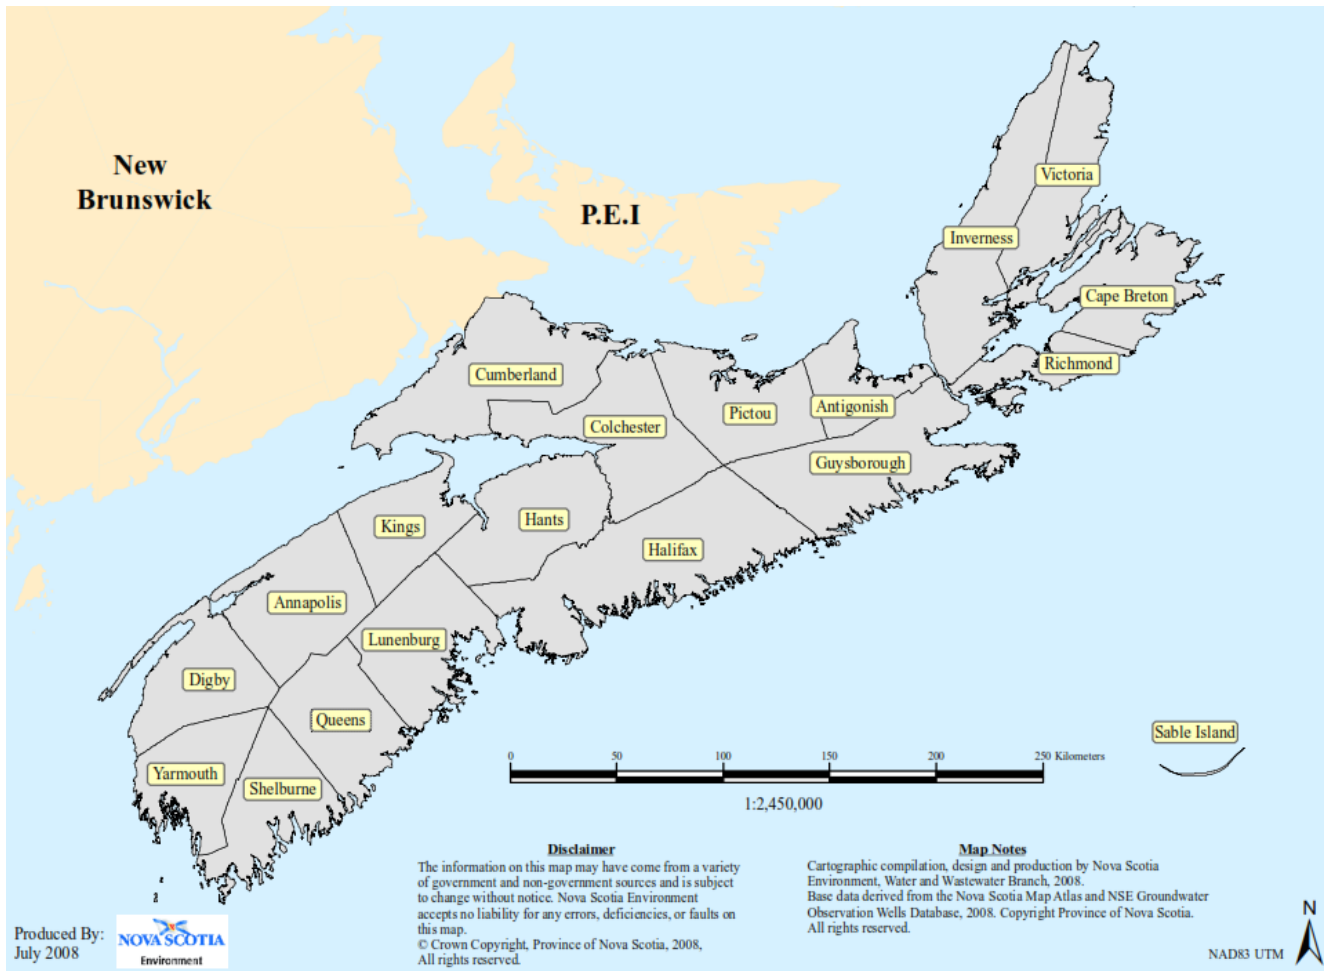 New
Brunswick
P.E.I
Victoria
Inverness
Cape Breton
Richmond
Cumberland
Antigonish
Pictou
Colchester
Guysborough
Kings
Hants
Halifax
Annapolis
Lunenburg
Digby
Queens
Sable Island
Yarmouth
Shelburne
0 50 100 150 200 250 Kilometers
1:2,450,000
Disclaimer
The information on this map may have come from a variety
of government and non-government sources and is subject
to change without notice. Nova Scotia Environment
accepts no liability for any errors, deficiencies, or faults on
this map.
© Crown Copyright, Province of Nova Scotia, 2008,
All rights reserved.
Map Notes
Cartographic compilation, design and production by Nova Scotia
Environment, Water and Wastewater Branch, 2008.
Base data derived from the Nova Scotia Map Atlas and NSE Groundwater
Observation Wells Database, 2008. Copyright Province of Nova Scotia.
All rights reserved.
Produced By:
July 2008
NOVA SCOTIA
Environment
N
NAD83 UTM